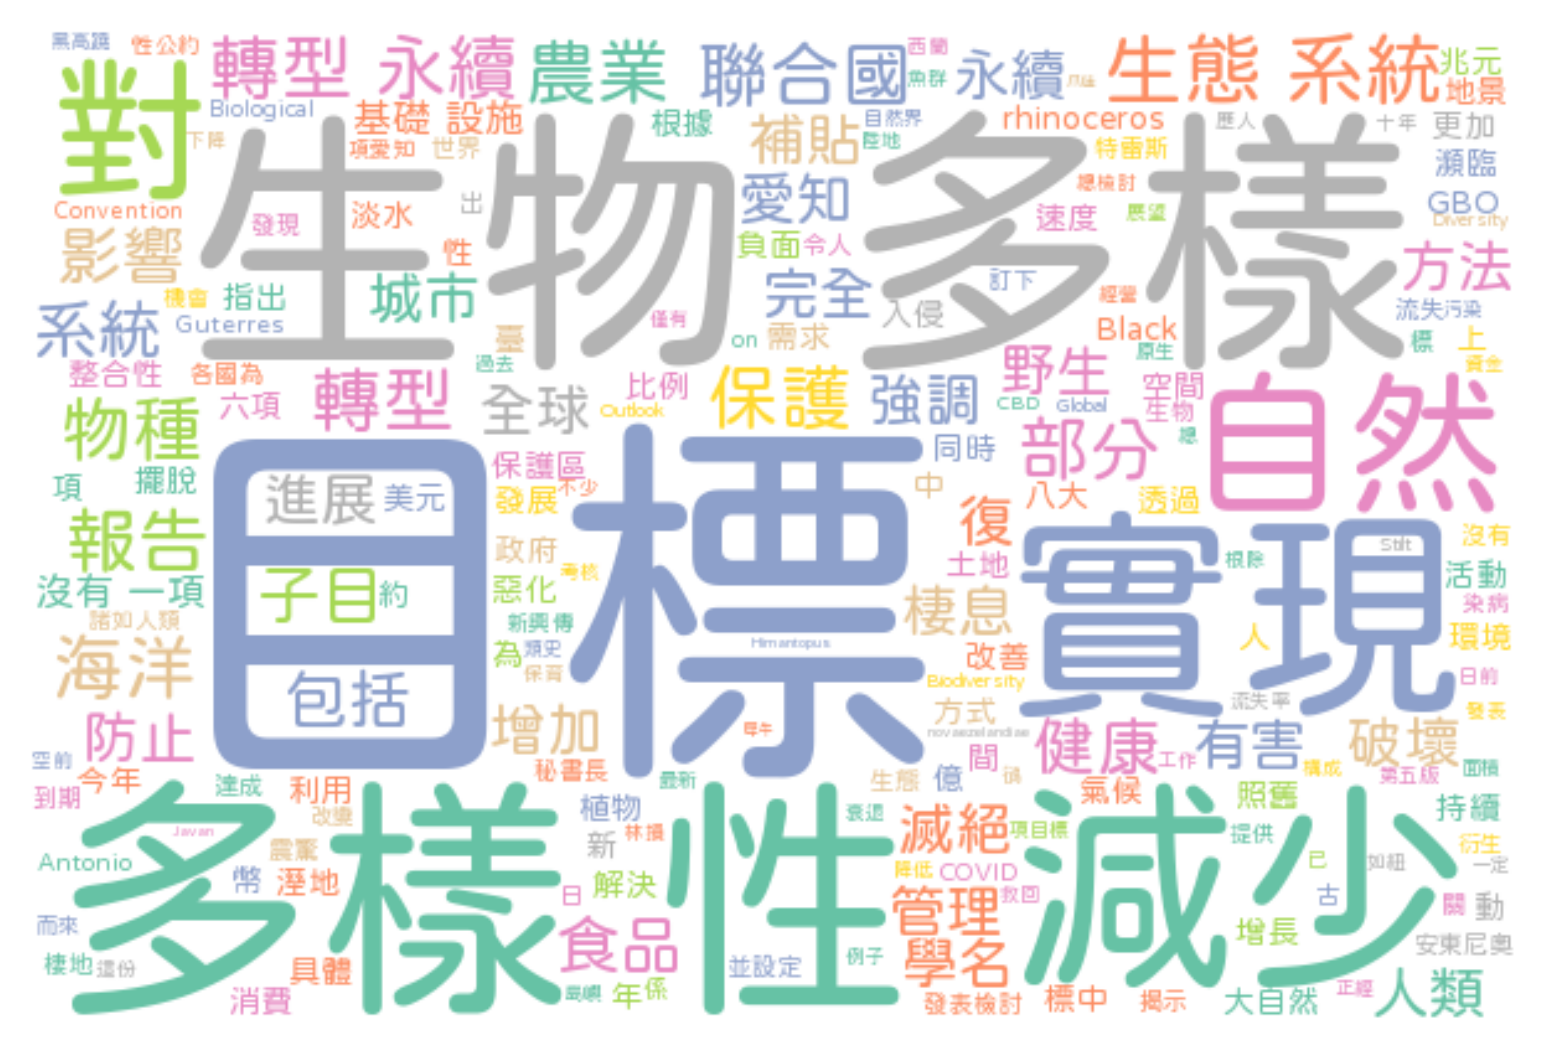 黑高蹺 性公約 轉型 永續 農業 聯合國 西蘭 魚群 永續 爪哇 生態 系統 兆元 地景
對 Biological 下降 基礎 設施 項愛知 世界 根據 補貼 自然界 陸地 rhinoceros 特雷斯 歷人 十年 更加
生物 多樣
Convention 發現 淡水 出 性 愛知 總檢討 速度 展望 瀕臨 GBO Diversity
影響 城市 負面 令人 完全 訂下 方法
系統 機會 指出 Guterres 臺 僅有 on 需求 入侵 經營 Black 原生 流失 污染 標 上
整合性 各國為 過去 轉型 全球 比例 Outlook 保護 強調 野生 CBD Global 空間 生物 資金
物種 六項 總 自然
項 擺脫 進展 美元 保護區 發展 不少 同時 中 部分 八大 透過
目標 實現
報告 政府 考核 復 土地 根除 Stilt 沒有
沒有 一項 子目 約 惡化 新興傳 棲息 活動 染病
諸如人類 為 類史 保育 Himantopus 改善 人 環境
海洋 包括 Biodiversity 日前
防止 增加 犀牛 方式 novaezelandiae 流失率 發表
空前 今年 秘書長 間 健康 工作 有害 破壞 構成 第五版 面積
到期 達成 利用 改變 最新 植物 生態 億 氣候 照舊 持續
多樣性 減少
Javan 林損 衰退 滅絕 項目標 提供 衍生
Antonio 震驚 新 降低 COVID 已 如紐 一定
幣 溼地 日 解決 管理 救回 古 關 動
而來 食品 增長 安東尼奧
棲地 這份 具體 並設定 例子 學名
消費 最嚴 年 係 發表檢討 標中 揭示 大自然 正經 人類